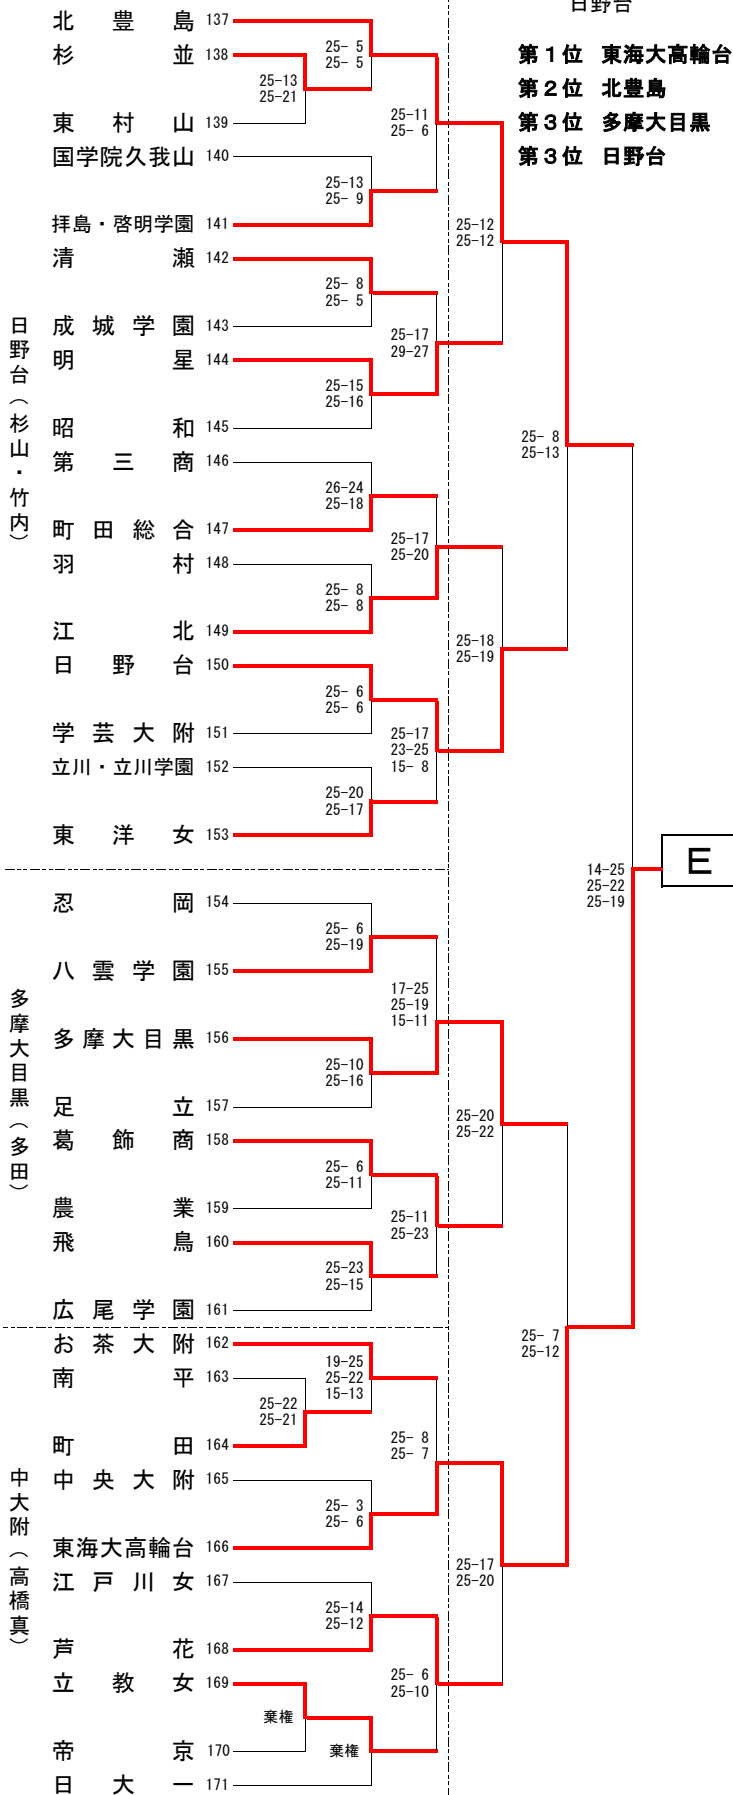 日野台
第１位 東海大高輪台
第２位 北豊島
第３位 多摩大目黒
第３位 日野台
日野台（杉山・竹内）
北豊島 137
杉並 138
東村山 139
国学院久我山 140
拝島・啓明学園 141
清瀬 142
成城学園 143
明星 144
昭和 145
第三商 146
町田総合 147
羽村 148
江北 149
日野台 150
学芸大附 151
立川・立川学園 152
東洋女 153
多摩大目黒（多田）
忍岡 154
八雲学園 155
多摩大目黒 156
足立 157
葛飾商 158
農業 159
飛鳥 160
広尾学園 161
中大附（高橋真）
お茶大附 162
南平 163
町田 164
中央大附 165
東海大高輪台 166
江戸川女 167
芦花 168
立教女 169
帝京 170
日大一 171
25-13
25-21
25-22
25-21
棄権
25- 5
25- 5
25-13
25- 9
25- 8
25- 5
25-15
25-16
26-24
25-18
25- 8
25- 8
25- 6
25- 6
25-20
25-17
25- 6
25-19
25-10
25-16
25- 6
25-11
25-23
25-15
19-25
25-22
15-13
25- 3
25- 6
25-14
25-12
棄権
25-11
25- 6
25-17
29-27
25-17
25-20
25-17
23-25
15- 8
17-25
25-19
15-11
25-11
25-23
25- 8
25- 7
25- 6
25-10
25-12
25-12
25-18
25-19
25-20
25-22
25-17
25-20
25- 8
25-13
25- 7
25-12
14-25
25-22
25-19
E